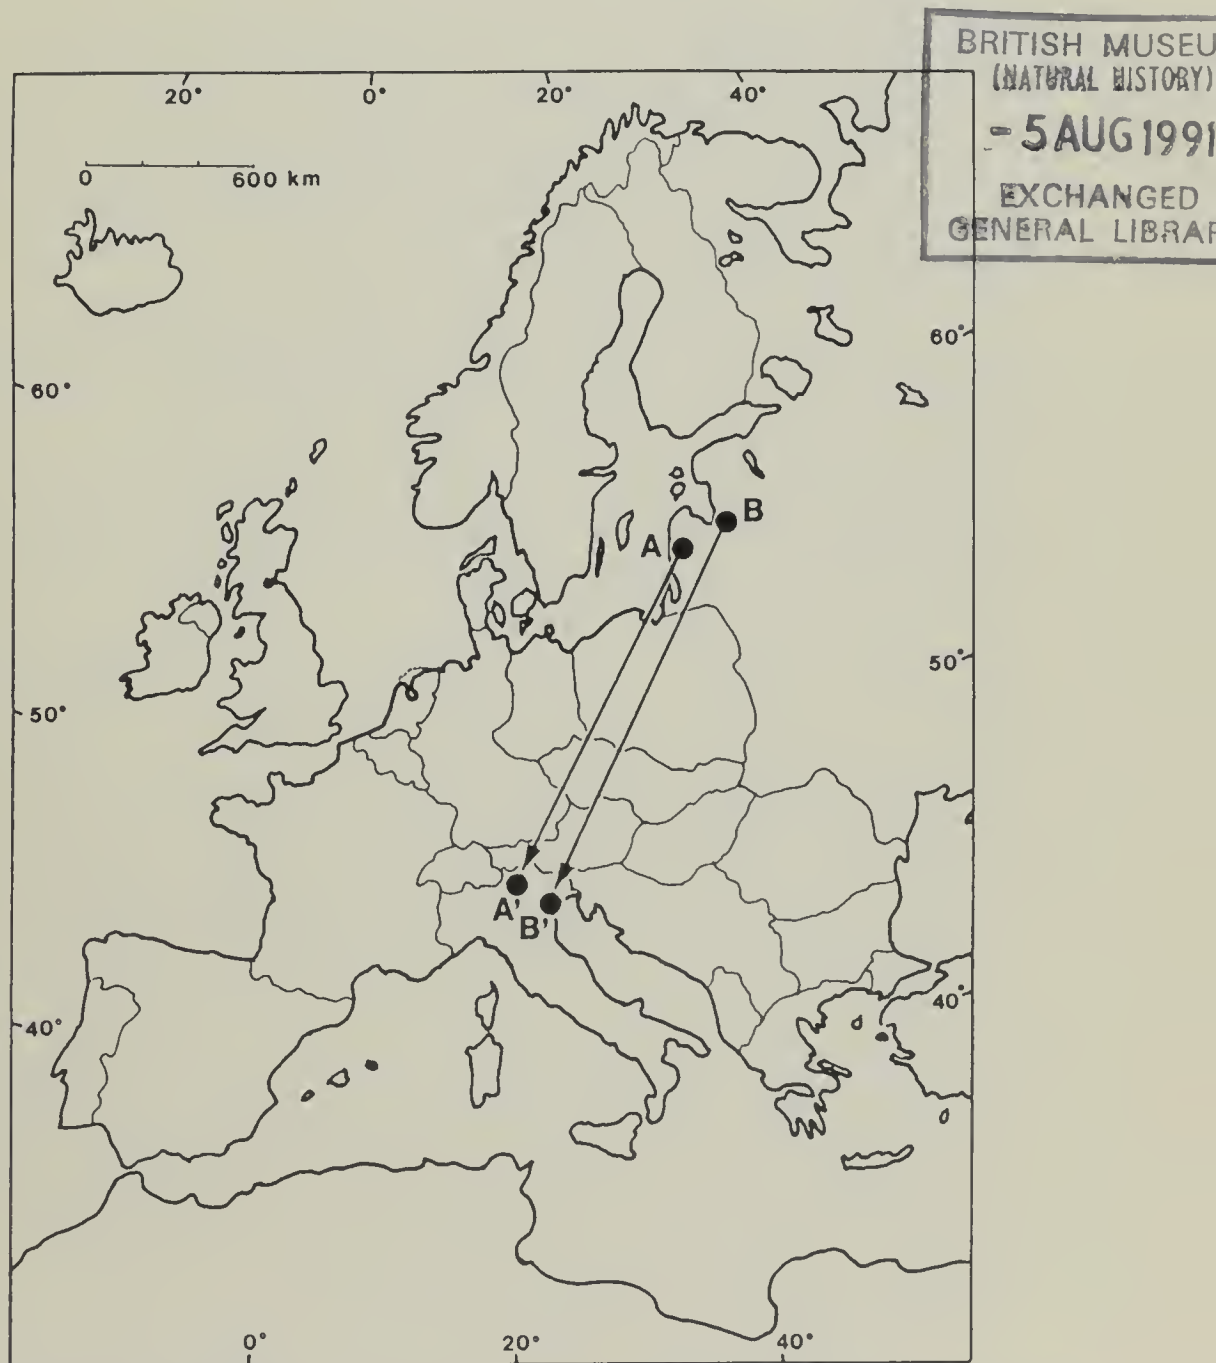 BRITISH MUSEU
(NATURAL HISTORY)
- 5 AUG 1991
EXCHANGED
GENERAL LIBRAR
20° 0° 20° 40°
0 600 km
60°
60°
B
A
50°
50°
A'
B'
40°
40°
0° 20° 40°